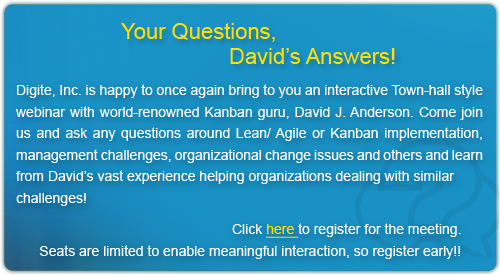 Your Questions,
David's Answers!
Digite, Inc. is happy to once again bring to you an interactive Town-hall style
webinar with world-renowned Kanban guru, David J. Anderson. Come join
us and ask any questions around Lean/ Agile or Kanban implementation,
management challenges, organizational change issues and others and learn
from David's vast experience helping organizations dealing with similar
challenges!
Click here to register for the meeting.
Seats are limited to enable meaningful interaction, so register early!!